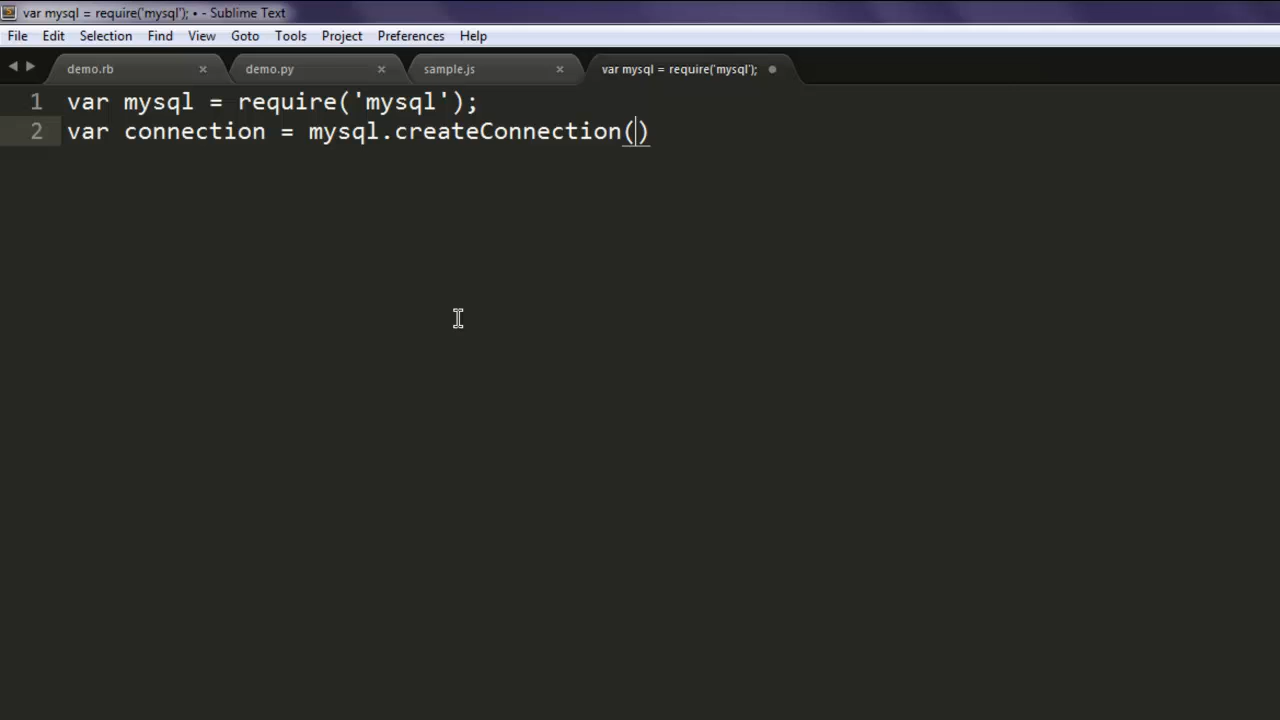 var mysql = require('mysql'); • - Sublime Text
File Edit Selection Find View Goto Tools Project Preferences Help
demo.rb demo.py sample.js var mysql = require('mysql');
1 var mysql = require('mysql');
2 var connection = mysql.createConnection()